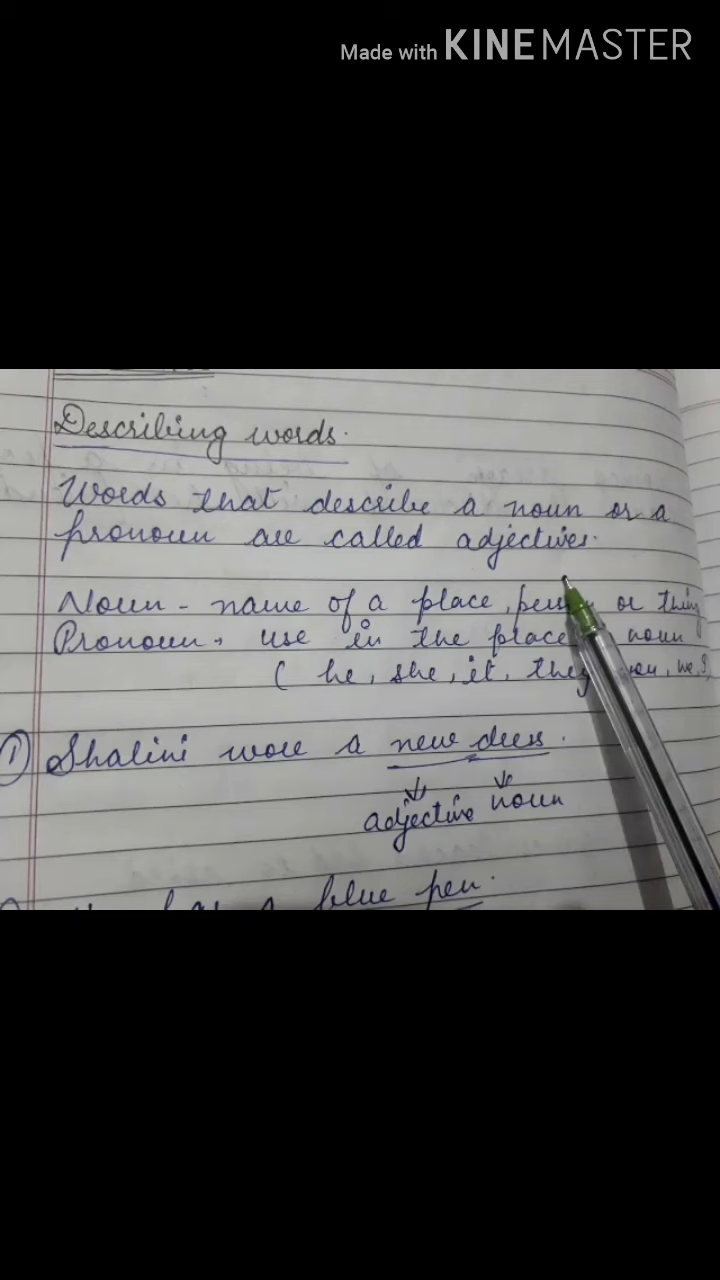 Made with KINEMASTER
Describing words.
Words that describe a noun or a
pronoun are called adjectives.
Noun - name of a place, or thing
Pronoun - use in the place noun
( he, she, it, they you, we, I
① Shalini wore a new dress.
adjective noun
a blue pen.